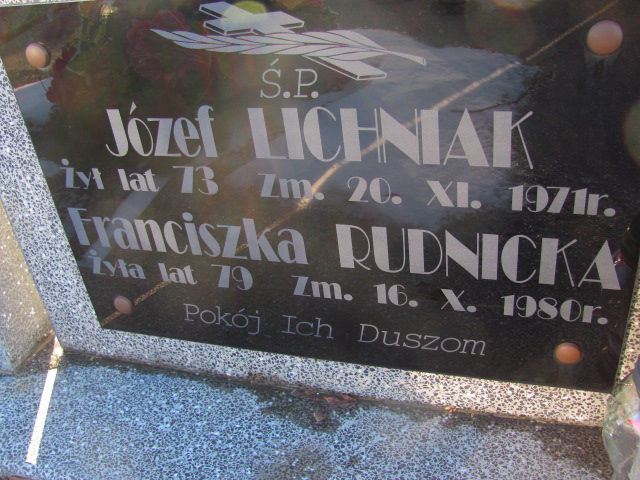 Ś.P.
Józef LICHNIAK
Żył lat 73 Zm. 20. XI. 1971r.
Franciszka RUDNICKA
Żyła lat 79 Zm. 16. X. 1980r.
Pokój Ich Duszom